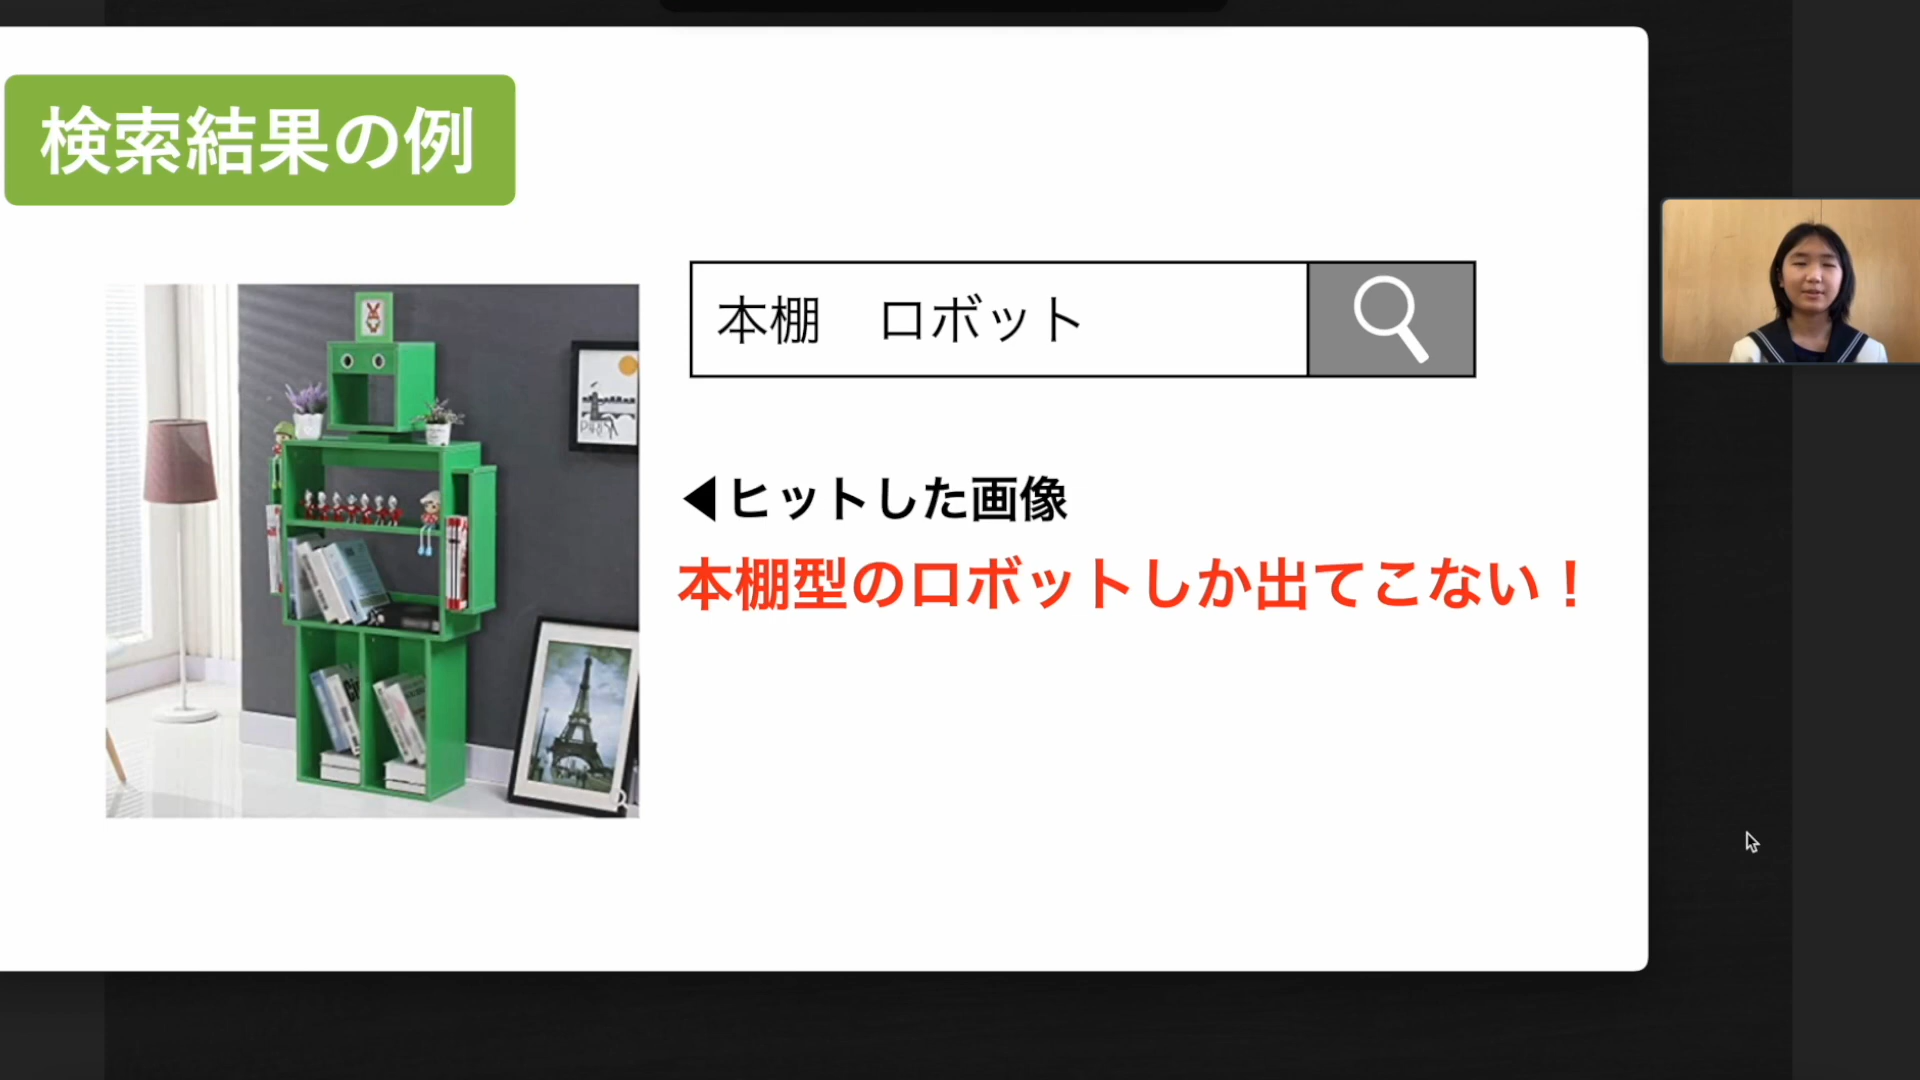 検索結果の例
本棚　ロボット
◀ヒットした画像
本棚型のロボットしか出てこない！
PARIS